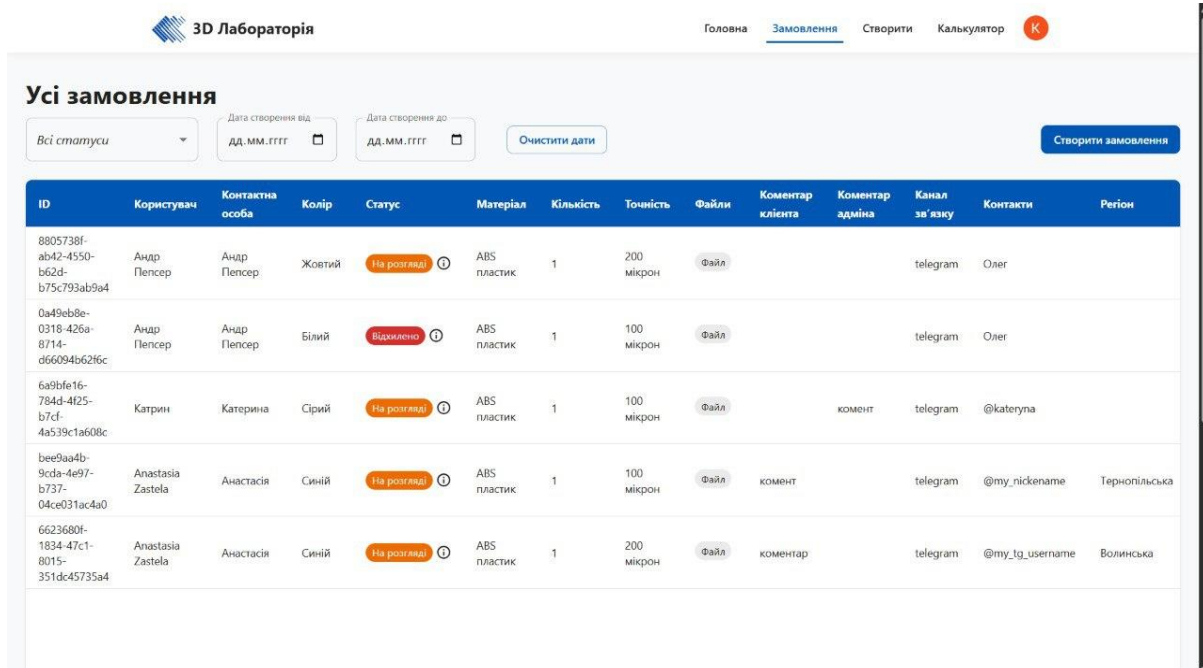 3D Лабораторія
Головна Замовлення Створити Калькулятор K
Усі замовлення
Дата створення від Дата створення до
Всі статуси дд.мм.гггг дд.мм.гггг Очистити дати Створити замовлення
ID Користувач Контактна особа Колір Статус Матеріал Кількість Точність Файли Коментар клієнта Коментар адміна Канал зв'язку Контакти Регіон
8805738f-ab42-4550-b62d-b75c793ab9a4 Андр Пепсер Андр Пепсер Жовтий На розгляді ABS пластик 1 200 мікрон Файл telegram Олег
0a49eb8e-0318-426a-8714-d66094b62f6c Андр Пепсер Андр Пепсер Білий Відхилено ABS пластик 1 100 мікрон Файл telegram Олег
6a9bfe16-784d-4f25-b7cf-4a539c1a608c Катрин Катерина Сірий На розгляді ABS пластик 1 100 мікрон Файл комент telegram @kateryna
bee9aa4b-9cda-4e97-b737-04ce031ac4a0 Anastasia Zastela Анастасія Синій На розгляді ABS пластик 1 100 мікрон Файл комент telegram @my_nickename Тернопільська
6623680f-1834-47c1-8015-351dc45735a4 Anastasia Zastela Анастасія Синій На розгляді ABS пластик 1 200 мікрон Файл коментар telegram @my_tg_username Волинська